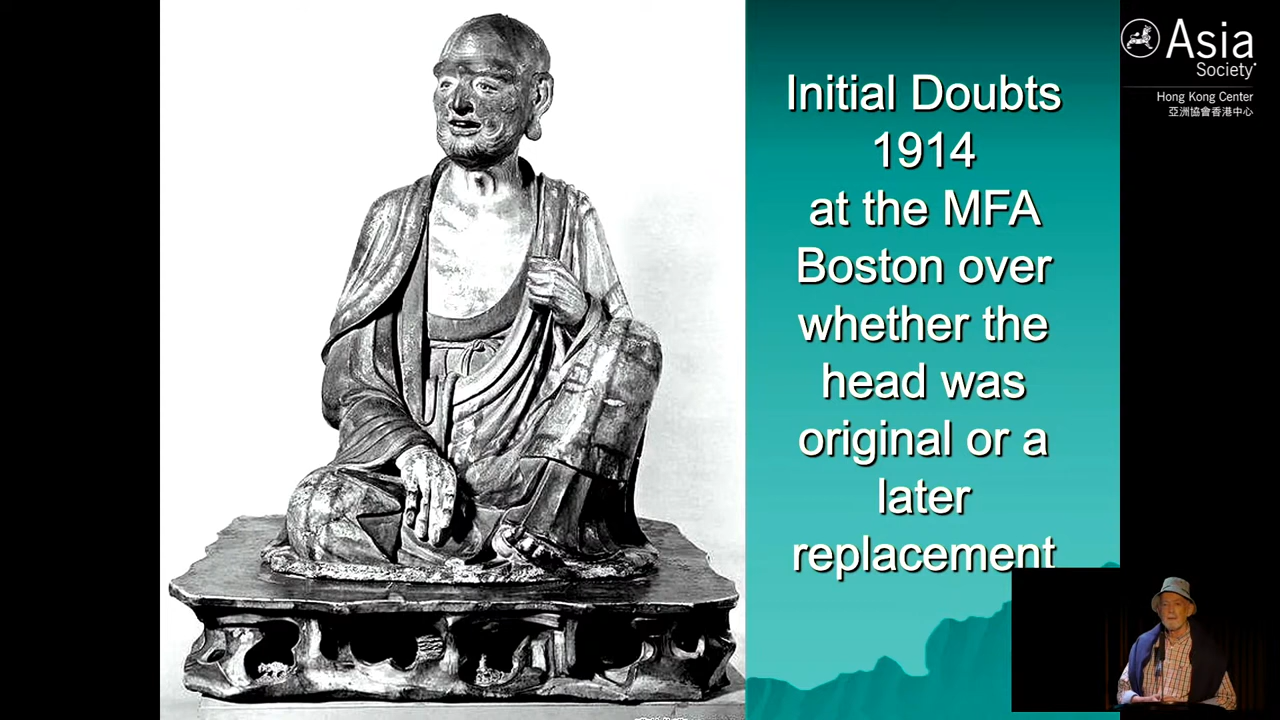 Initial Doubts
1914
at the MFA
Boston over
whether the
head was
original or a
later
replacement
Asia
Society
Hong Kong Center
亞洲協會香港中心